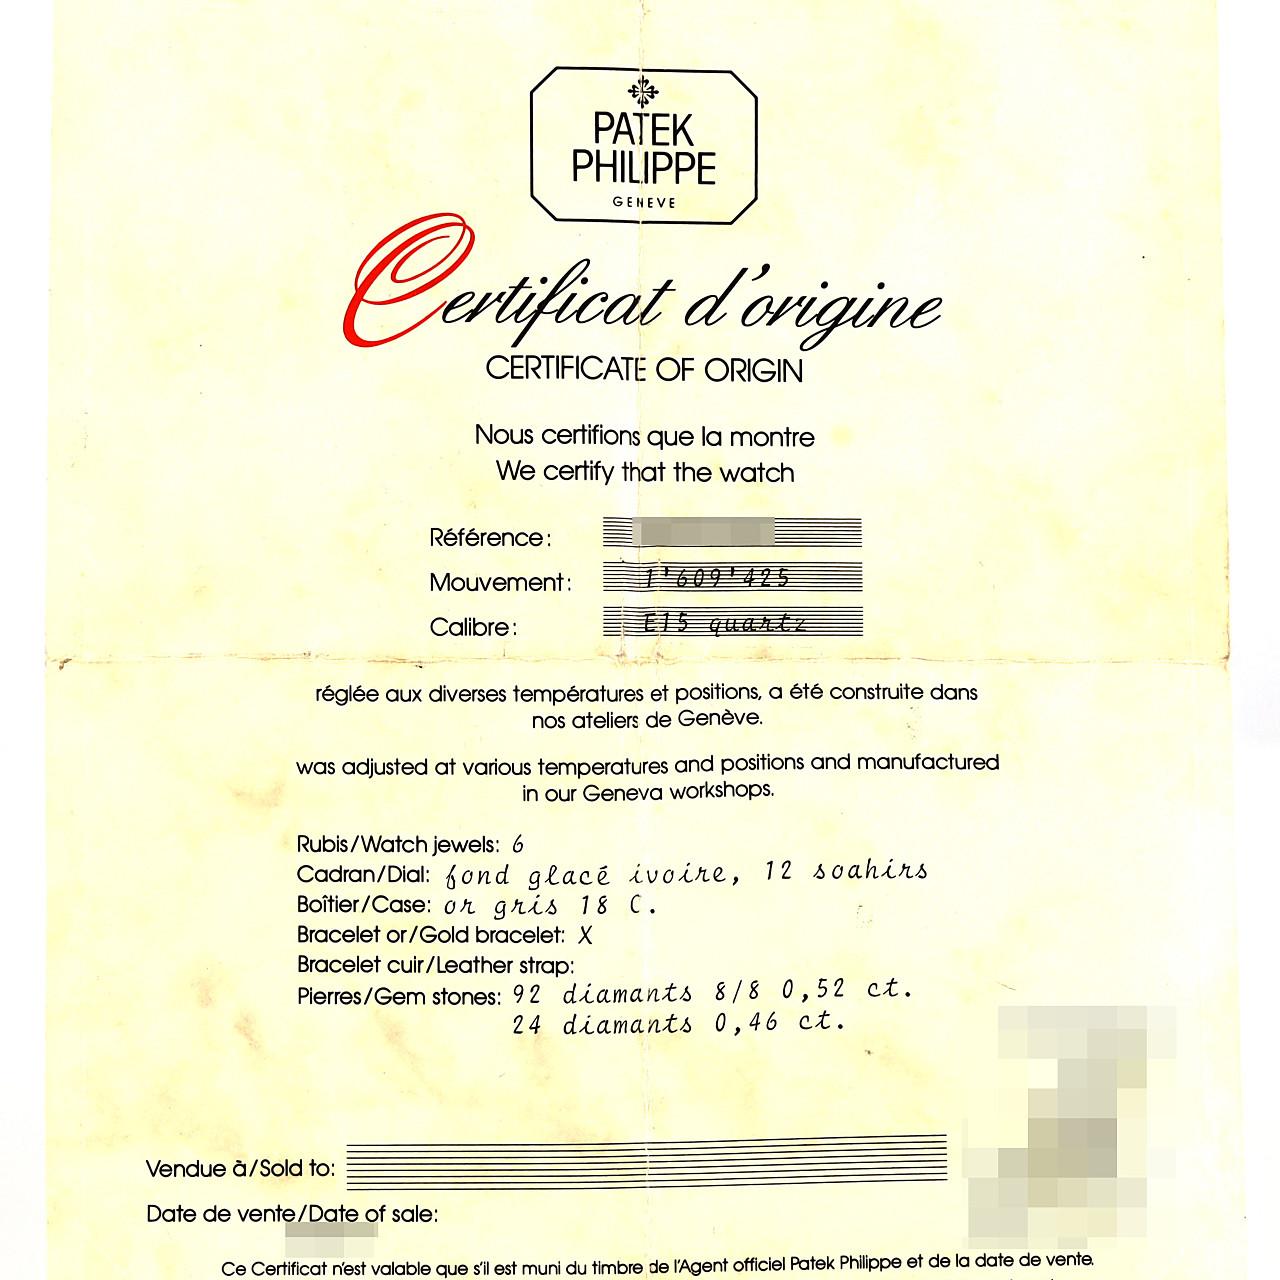 PATEK
PHILIPPE
GENEVE
Certificat d'origine
CERTIFICATE OF ORIGIN
Nous certifions que la montre
We certify that the watch
Référence:
Mouvement: 1'609'425
Calibre: E15 quartz
réglée aux diverses températures et positions, a été construite dans
nos ateliers de Genève.
was adjusted at various temperatures and positions and manufactured
in our Geneva workshops.
Rubis/Watch jewels: 6
Cadran/Dial: fond glacé ivoire, 12 soahirs
Boîtier/Case: or gris 18 C.
Bracelet or/Gold bracelet: X
Bracelet cuir/Leather strap:
Pierres/Gem stones: 92 diamants 8/8 0,52 ct.
24 diamants 0,46 ct.
Vendue à/Sold to:
Date de vente/Date of sale:
Ce Certificat n'est valable que s'il est muni du timbre de l'Agent officiel Patek Philippe et de la date de vente.